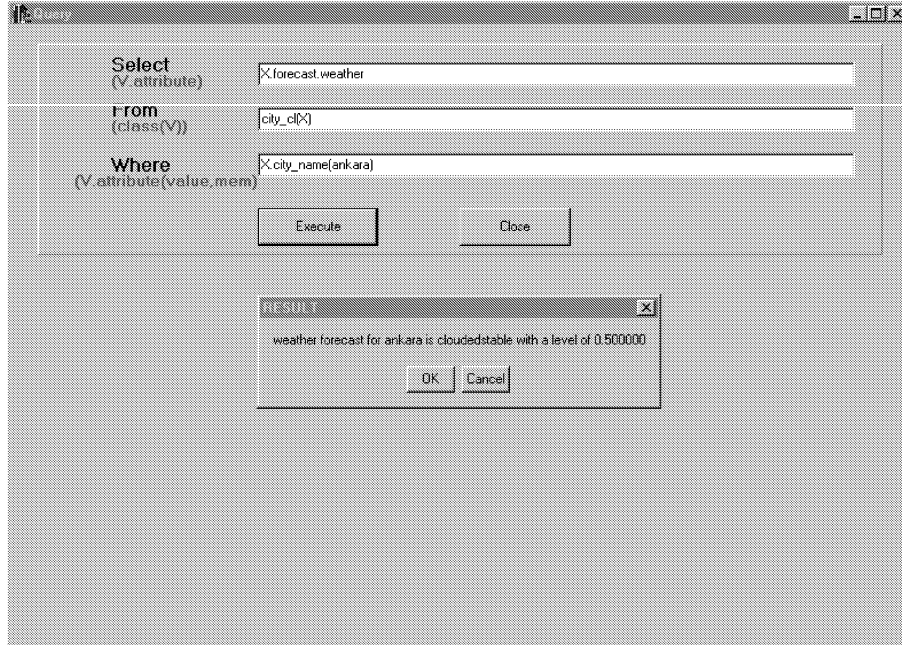 Query
Select
(V.attribute)
X.forecast.weather
From
(class(V))
city_cl(X)
Where
(V.attribute(value,mem)
X.city_name(ankara)
Execute
Close
RESULT
weather forecast for ankara is cloudedstable with a level of 0.500000
OK
Cancel